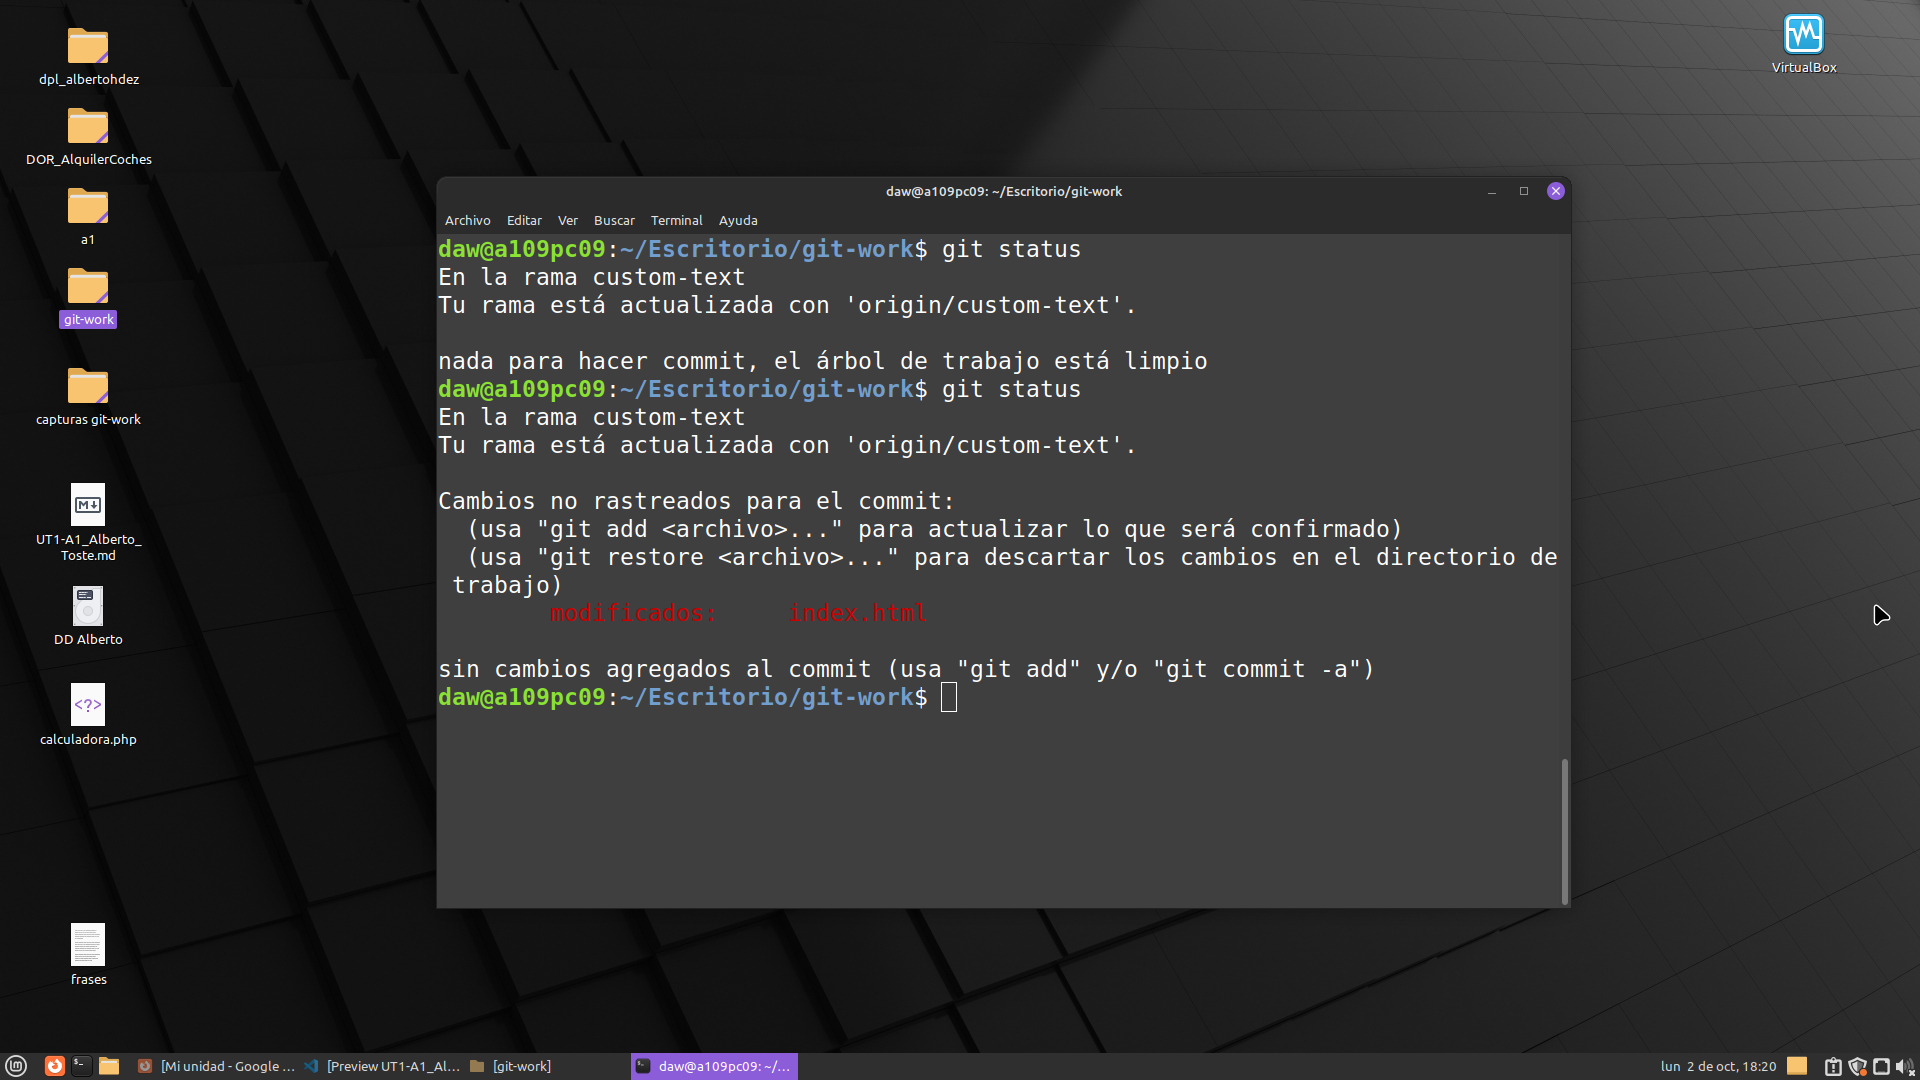 dpl_albertohdez
DOR_AlquilerCoches
a1
git-work
capturas git-work
UT1-A1_Alberto_
Toste.md
DD Alberto
calculadora.php
frases
VirtualBox
daw@a109pc09: ~/Escritorio/git-work
Archivo Editar Ver Buscar Terminal Ayuda
daw@a109pc09:~/Escritorio/git-work$ git status
En la rama custom-text
Tu rama está actualizada con 'origin/custom-text'.
nada para hacer commit, el árbol de trabajo está limpio
daw@a109pc09:~/Escritorio/git-work$ git status
En la rama custom-text
Tu rama está actualizada con 'origin/custom-text'.
Cambios no rastreados para el commit:
(usa "git add <archivo>..." para actualizar lo que será confirmado)
(usa "git restore <archivo>..." para descartar los cambios en el directorio de
trabajo)
modificados: index.html
sin cambios agregados al commit (usa "git add" y/o "git commit -a")
daw@a109pc09:~/Escritorio/git-work$
[Mi unidad - Google ... [Preview UT1-A1_Al... [git-work] daw@a109pc09: ~/... lun 2 de oct, 18:20